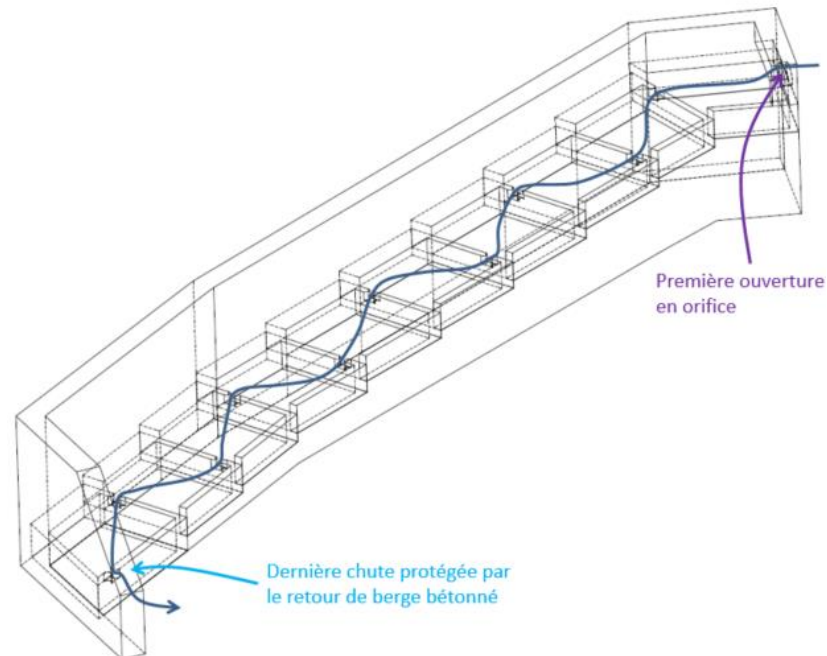 Première ouverture
en orifice
Dernière chute protégée par
le retour de berge bétonné